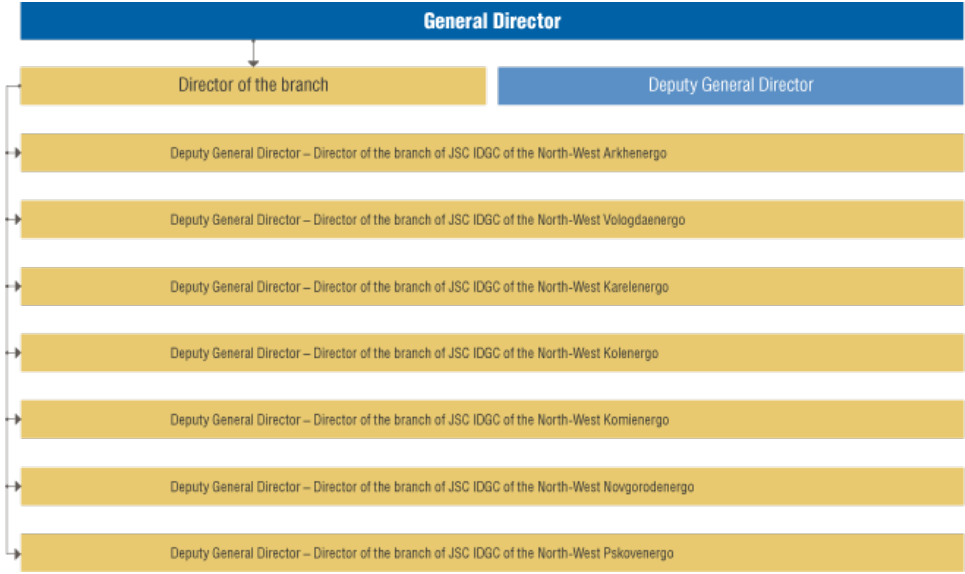 General Director
Director of the branch
Deputy General Director
Deputy General Director – Director of the branch of JSC IDGC of the North-West Arkhenergo
Deputy General Director – Director of the branch of JSC IDGC of the North-West Vologdaenergo
Deputy General Director – Director of the branch of JSC IDGC of the North-West Karelenergo
Deputy General Director – Director of the branch of JSC IDGC of the North-West Kolenergo
Deputy General Director – Director of the branch of JSC IDGC of the North-West Komienergo
Deputy General Director – Director of the branch of JSC IDGC of the North-West Novgorodenergo
Deputy General Director – Director of the branch of JSC IDGC of the North-West Pskovenergo